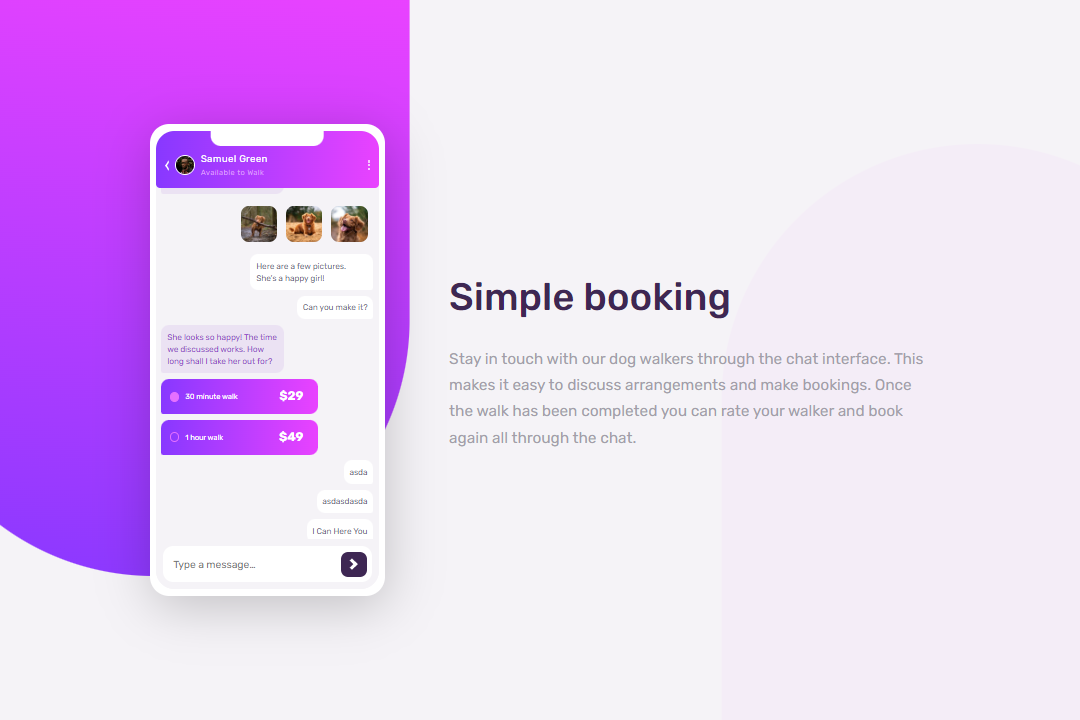 Samuel Green
Available to Walk
Here are a few pictures.
She's a happy girl!
Can you make it?
She looks so happy! The time
we discussed works. How
long shall I take her out for?
30 minute walk $29
1 hour walk $49
asda
asdasdasda
I Can Here You
Type a message…
Simple booking
Stay in touch with our dog walkers through the chat interface. This
makes it easy to discuss arrangements and make bookings. Once
the walk has been completed you can rate your walker and book
again all through the chat.